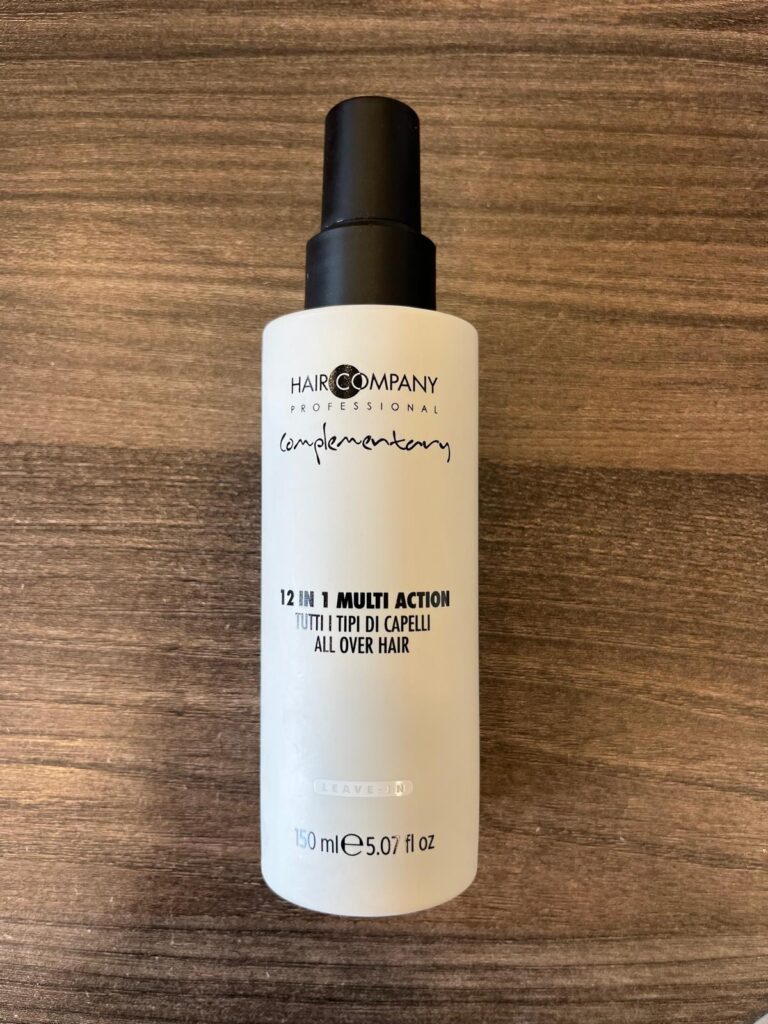 HAIR COMPANY
PROFESSIONAL
complementary
12 IN 1 MULTI ACTION
TUTTI I TIPI DI CAPELLI
ALL OVER HAIR
LEAVE-IN
150 ml ℮ 5.07 fl oz